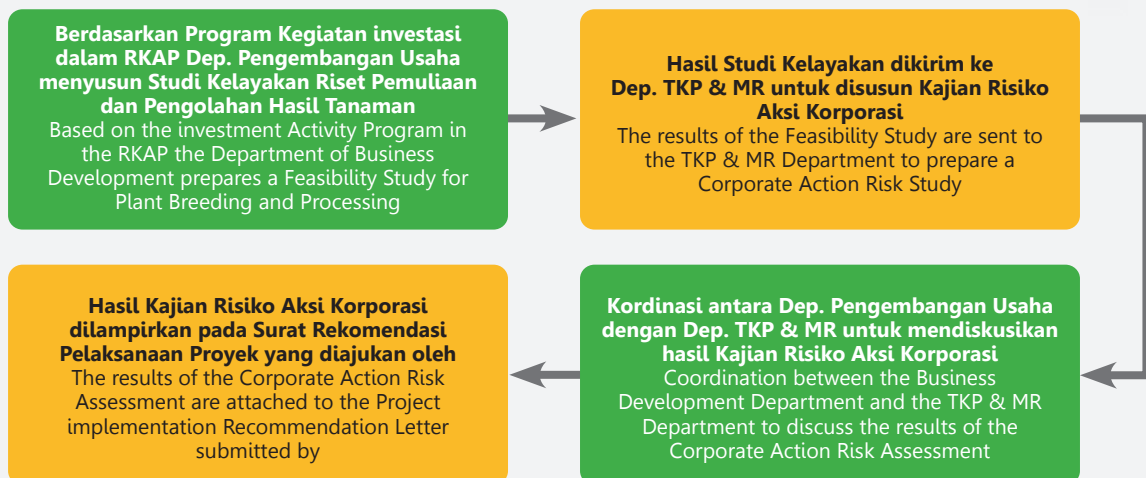 Berdasarkan Program Kegiatan investasi
dalam RKAP Dep. Pengembangan Usaha
menyusun Studi Kelayakan Riset Pemuliaan
dan Pengolahan Hasil Tanaman
Based on the investment Activity Program in
the RKAP the Department of Business
Development prepares a Feasibility Study for
Plant Breeding and Processing
Hasil Studi Kelayakan dikirim ke
Dep. TKP & MR untuk disusun Kajian Risiko
Aksi Korporasi
The results of the Feasibility Study are sent to
the TKP & MR Department to prepare a
Corporate Action Risk Study
Kordinasi antara Dep. Pengembangan Usaha
dengan Dep. TKP & MR untuk mendiskusikan
hasil Kajian Risiko Aksi Korporasi
Coordination between the Business
Development Department and the TKP & MR
Department to discuss the results of the
Corporate Action Risk Assessment
Hasil Kajian Risiko Aksi Korporasi
dilampirkan pada Surat Rekomendasi
Pelaksanaan Proyek yang diajukan oleh
The results of the Corporate Action Risk
Assessment are attached to the Project
implementation Recommendation Letter
submitted by